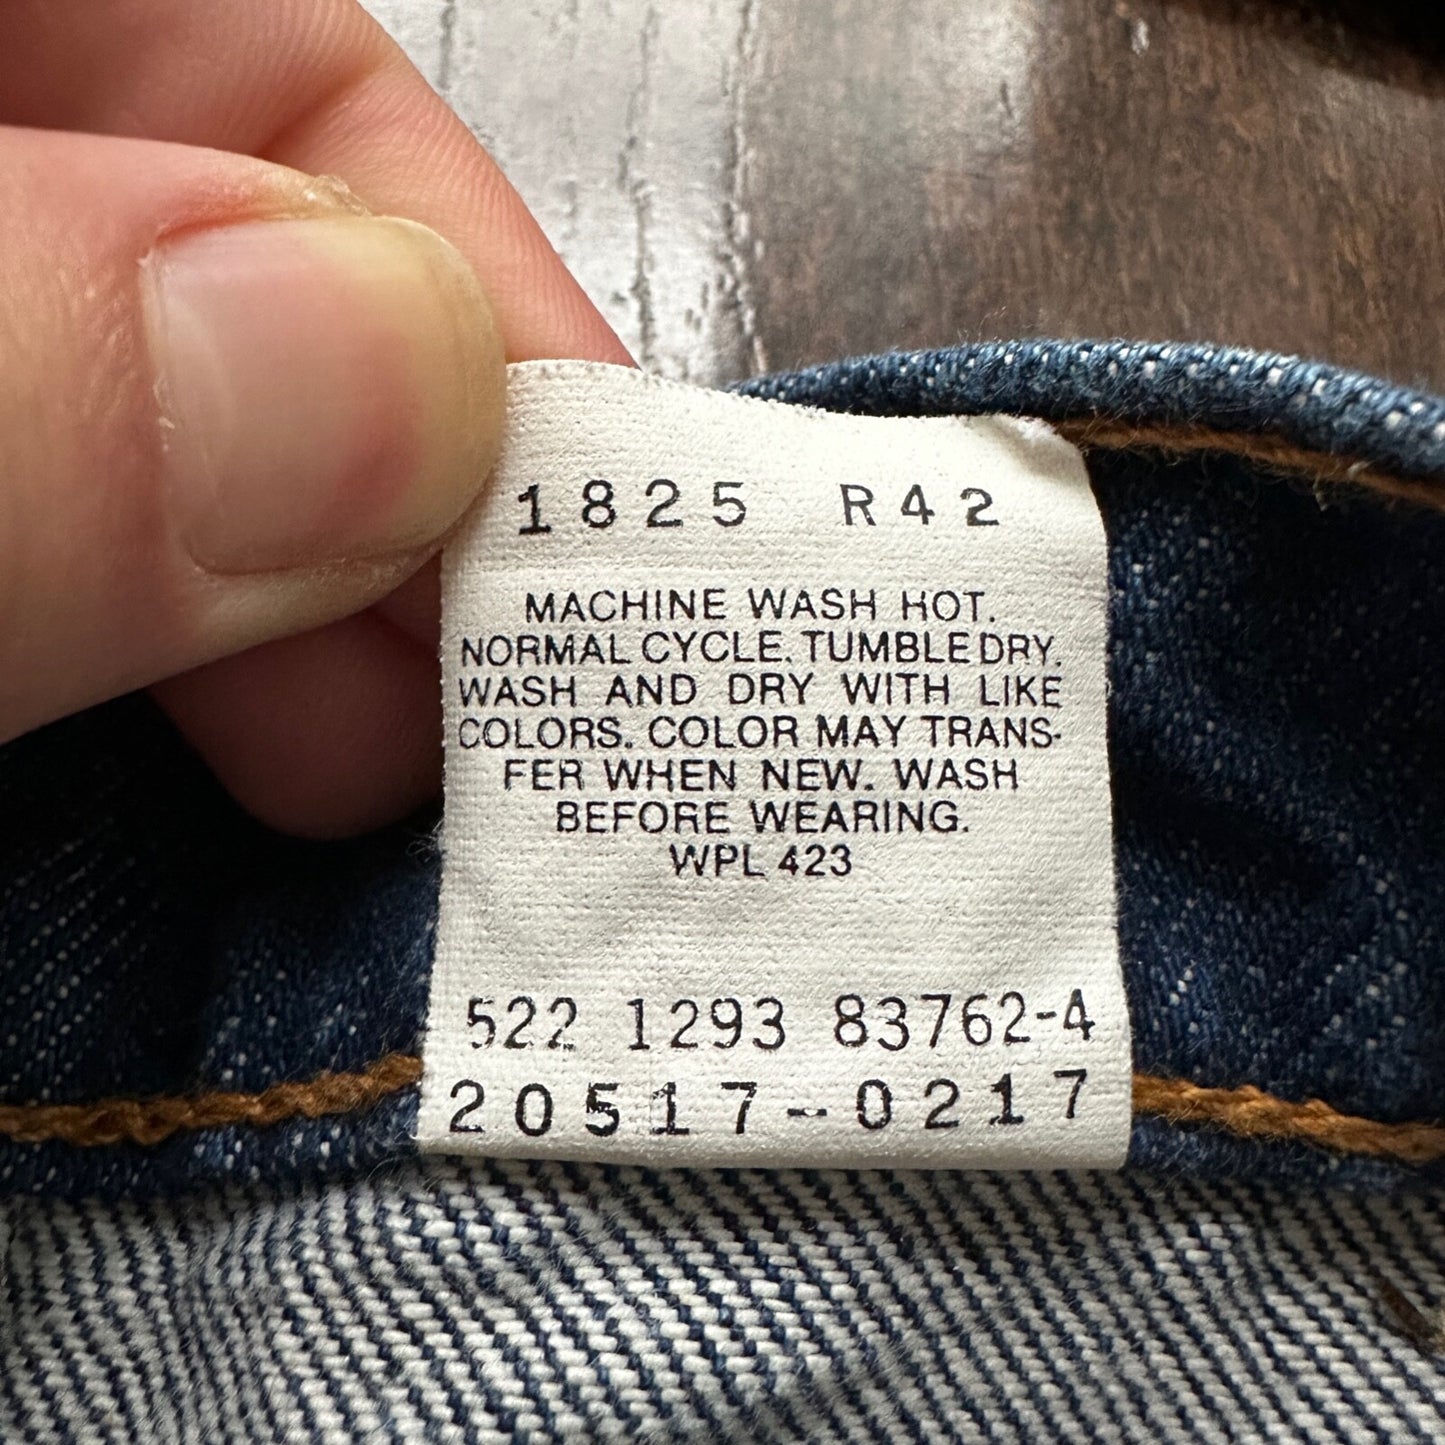 1825 R42
MACHINE WASH HOT.
NORMAL CYCLE. TUMBLE DRY.
WASH AND DRY WITH LIKE
COLORS. COLOR MAY TRANS-
FER WHEN NEW. WASH
BEFORE WEARING.
WPL 423
522 1293 83762-4
20517-0217